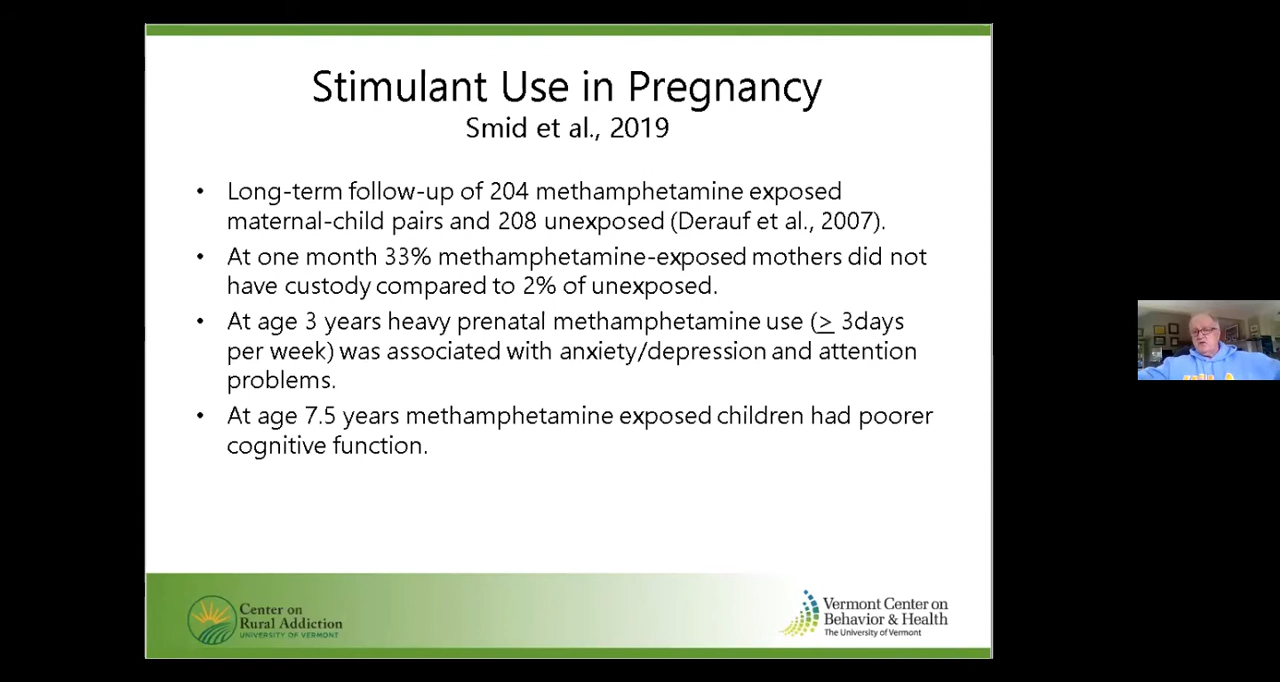 Stimulant Use in Pregnancy
Smid et al., 2019
• Long-term follow-up of 204 methamphetamine exposed
maternal-child pairs and 208 unexposed (Derauf et al., 2007).
• At one month 33% methamphetamine-exposed mothers did not
have custody compared to 2% of unexposed.
• At age 3 years heavy prenatal methamphetamine use (≥ 3days
per week) was associated with anxiety/depression and attention
problems.
• At age 7.5 years methamphetamine exposed children had poorer
cognitive function.
Center on
Rural Addiction
UNIVERSITY OF VERMONT
Vermont Center on
Behavior & Health
The University of Vermont